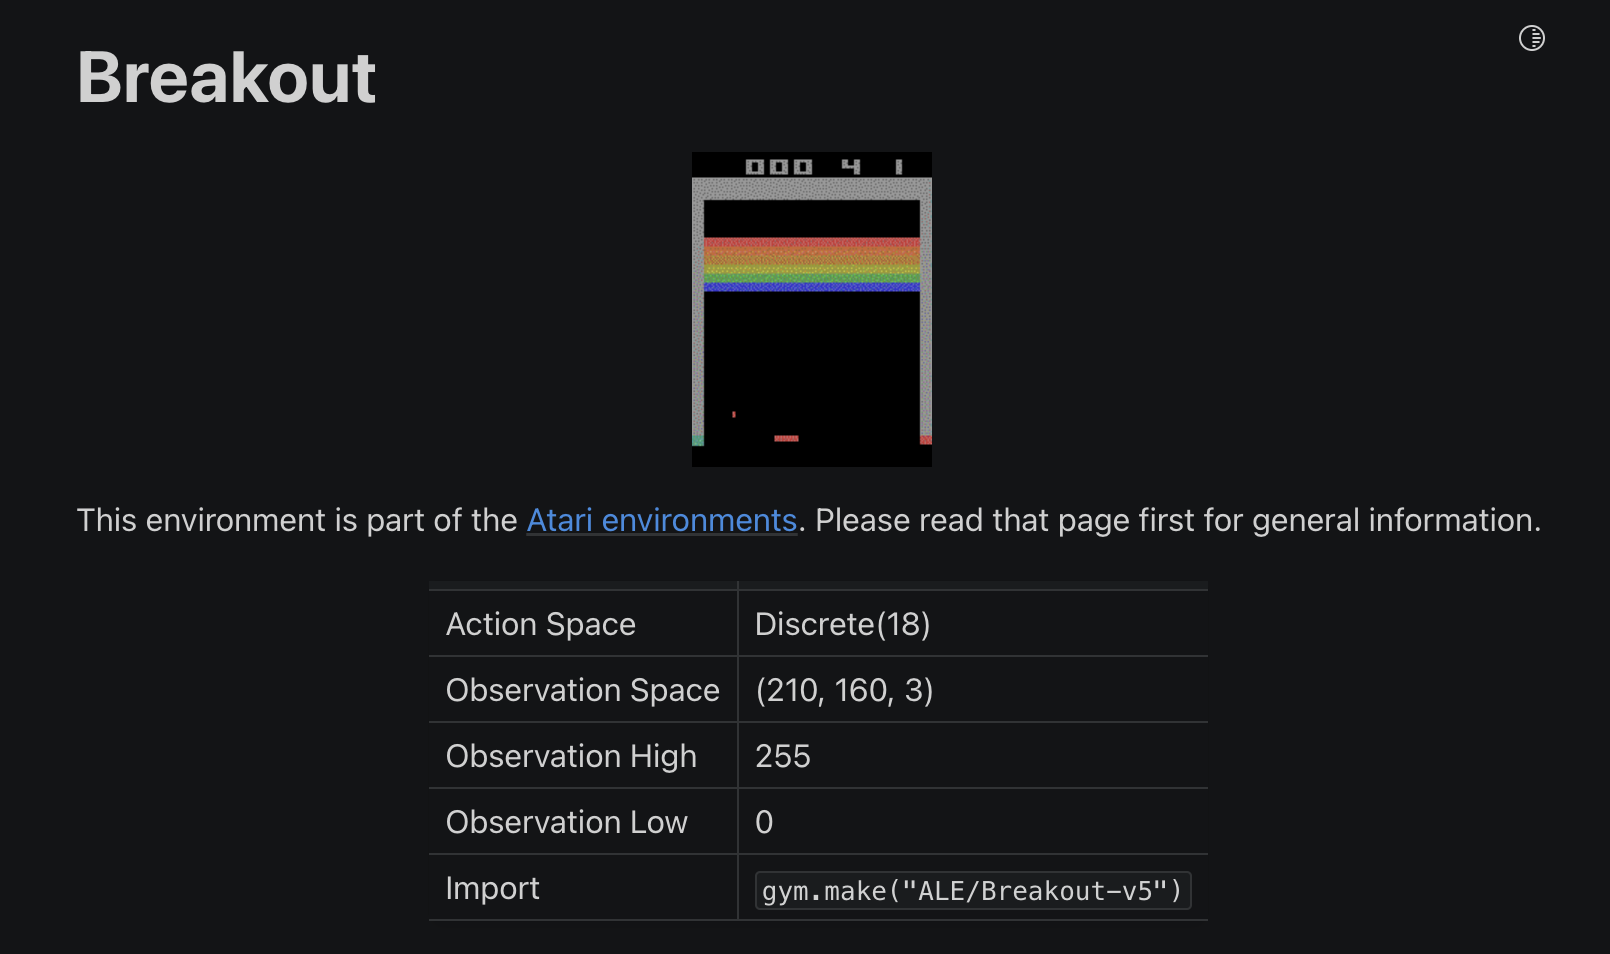 Breakout
000 4 1
This environment is part of the Atari environments. Please read that page first for general information.
Action Space Discrete(18)
Observation Space (210, 160, 3)
Observation High 255
Observation Low 0
Import gym.make("ALE/Breakout-v5")